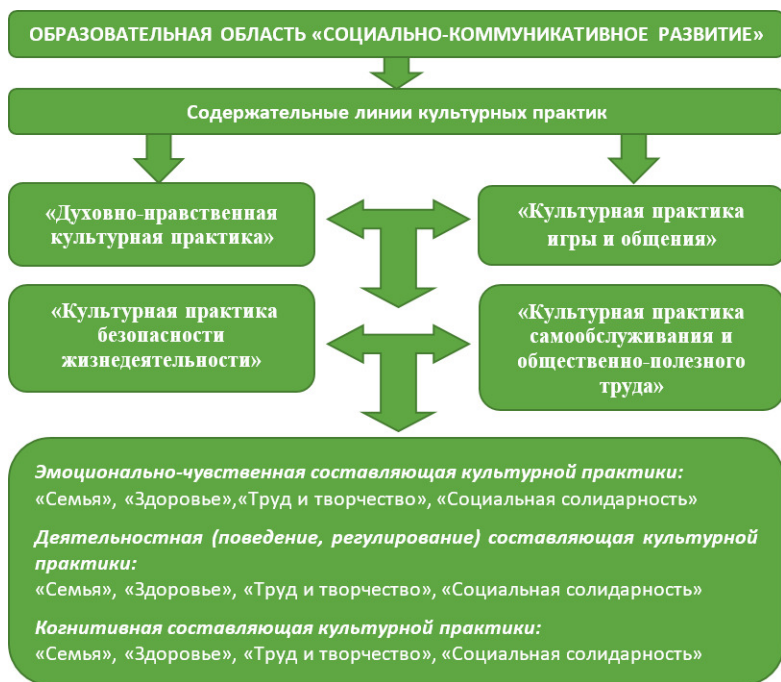 ОБРАЗОВАТЕЛЬНАЯ ОБЛАСТЬ «СОЦИАЛЬНО-КОММУНИКАТИВНОЕ РАЗВИТИЕ»
Содержательные линии культурных практик
«Духовно-нравственная
культурная практика»
«Культурная практика
игры и общения»
«Культурная практика
безопасности
жизнедеятельности»
«Культурная практика
самообслуживания и
общественно-полезного
труда»
Эмоционально-чувственная составляющая культурной практики:
«Семья», «Здоровье»,«Труд и творчество», «Социальная солидарность»
Деятельностная (поведение, регулирование) составляющая культурной
практики:
«Семья», «Здоровье», «Труд и творчество», «Социальная солидарность»
Когнитивная составляющая культурной практики:
«Семья», «Здоровье», «Труд и творчество», «Социальная солидарность»